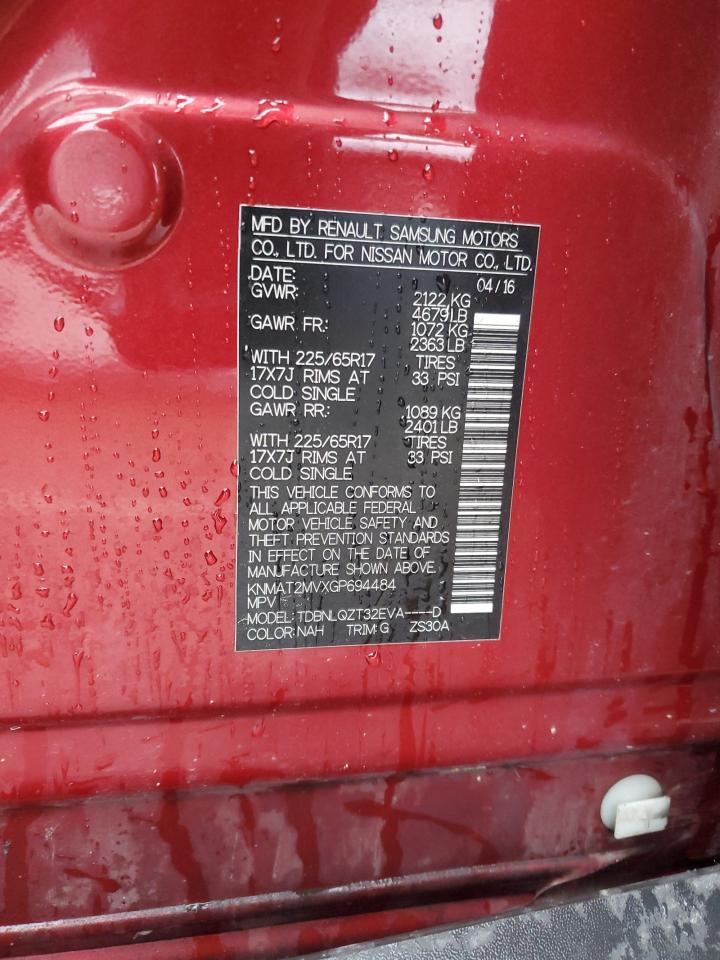 MFD BY RENAULT SAMSUNG MOTORS
CO., LTD. FOR NISSAN MOTOR CO., LTD.
DATE: 04/16
GVWR: 2122 KG
4679 LB
GAWR FR.: 1072 KG
2363 LB
WITH 225/65R17 TIRES
17X7J RIMS AT 33 PSI
COLD SINGLE
GAWR RR.: 1089 KG
2401 LB
WITH 225/65R17 TIRES
17X7J RIMS AT 33 PSI
COLD SINGLE
THIS VEHICLE CONFORMS TO
ALL APPLICABLE FEDERAL
MOTOR VEHICLE SAFETY AND
THEFT PREVENTION STANDARDS
IN EFFECT ON THE DATE OF
MANUFACTURE SHOWN ABOVE.
KNMAT2MVXGP694484
MPV
MODEL: TDBNLQZT32EVA----D
COLOR: NAH TRIM: G ZS30A